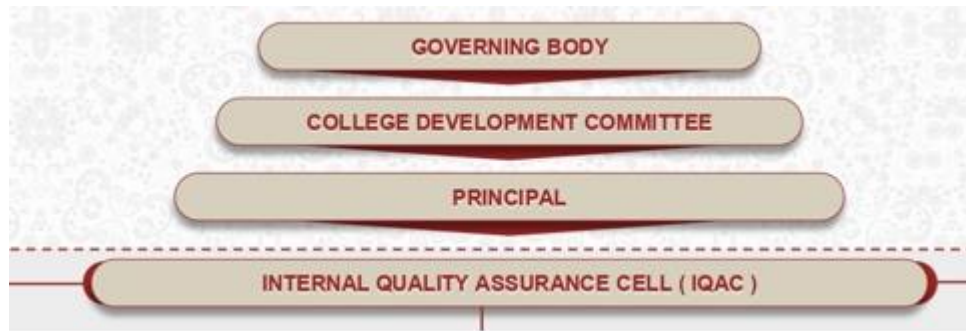 GOVERNING BODY
COLLEGE DEVELOPMENT COMMITTEE
PRINCIPAL
INTERNAL QUALITY ASSURANCE CELL ( IQAC )